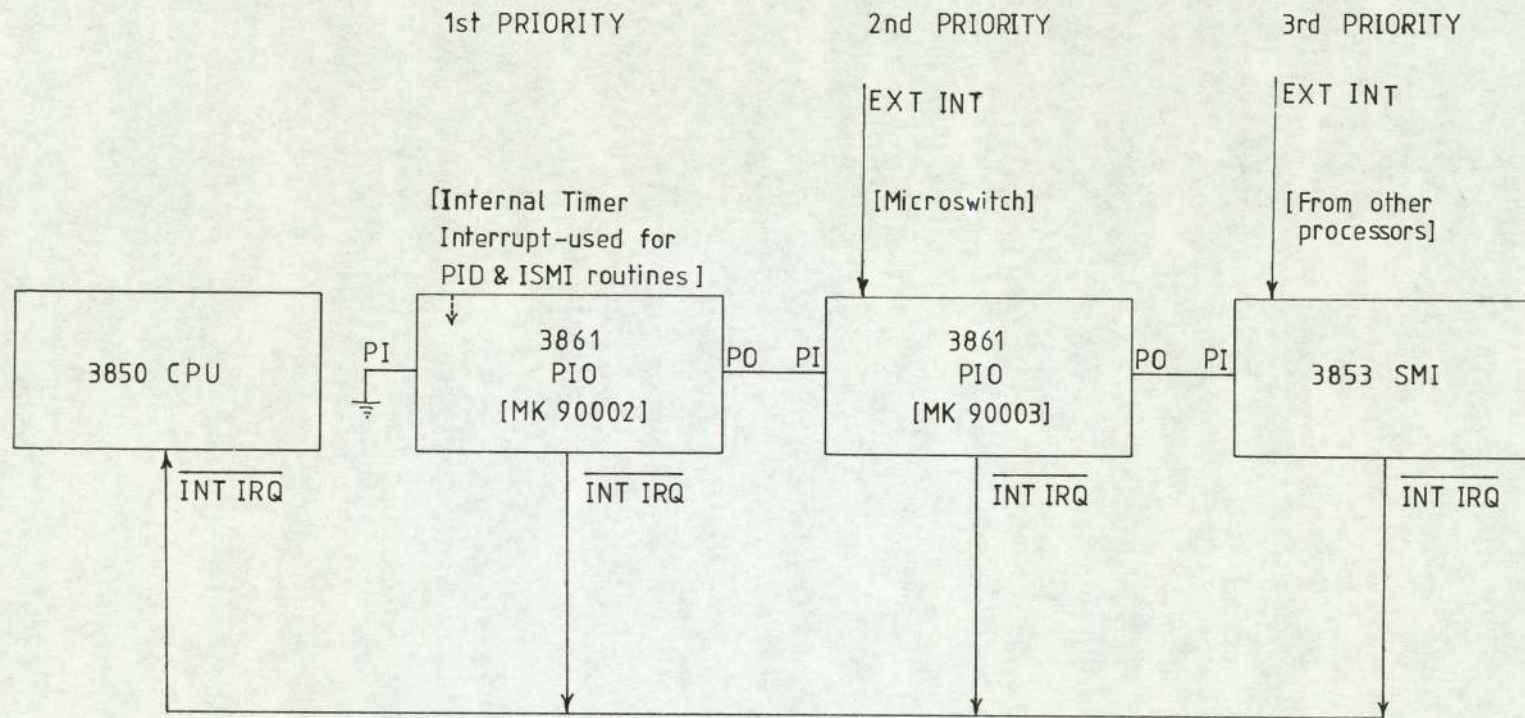 1st PRIORITY
2nd PRIORITY
3rd PRIORITY
EXT INT
EXT INT
[Internal Timer
Interrupt-used for
PID & ISMI routines]
[Microswitch]
[From other
processors]
3850 CPU
PI
3861
PIO
[MK 90002]
PO
PI
3861
PIO
[MK 90003]
PO
PI
3853 SMI
INT IRQ
INT IRQ
INT IRQ
INT IRQ